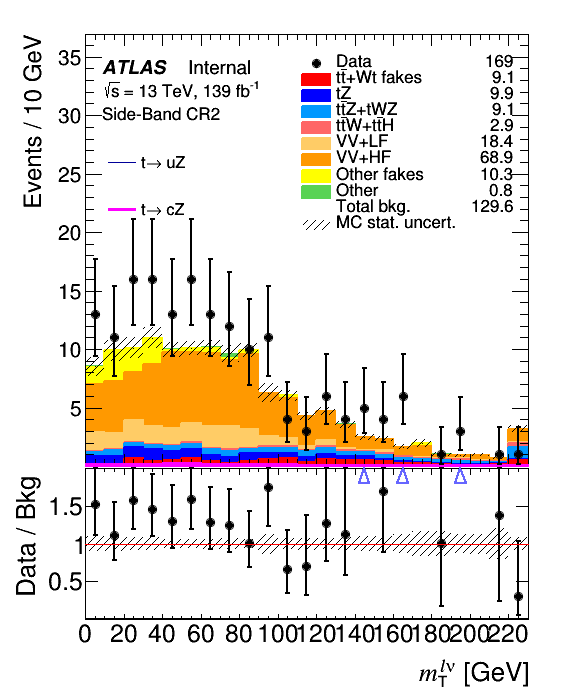 ATLAS Internal
√s = 13 TeV, 139 fb⁻¹
Side-Band CR2
t→ uZ
t→ cZ
Data 169
tt̄+Wt fakes 9.1
tZ 9.9
tt̄Z+tWZ 9.1
tt̄W+tt̄H 2.9
VV+LF 18.4
VV+HF 68.9
Other fakes 10.3
Other 0.8
Total bkg. 129.6
MC stat. uncert.
Events / 10 GeV
35
30
25
20
15
10
5
Data / Bkg
1.5
1
0.5
0 20 40 60 80 100 120 140 160 180 200 220
m_T^{lν} [GeV]